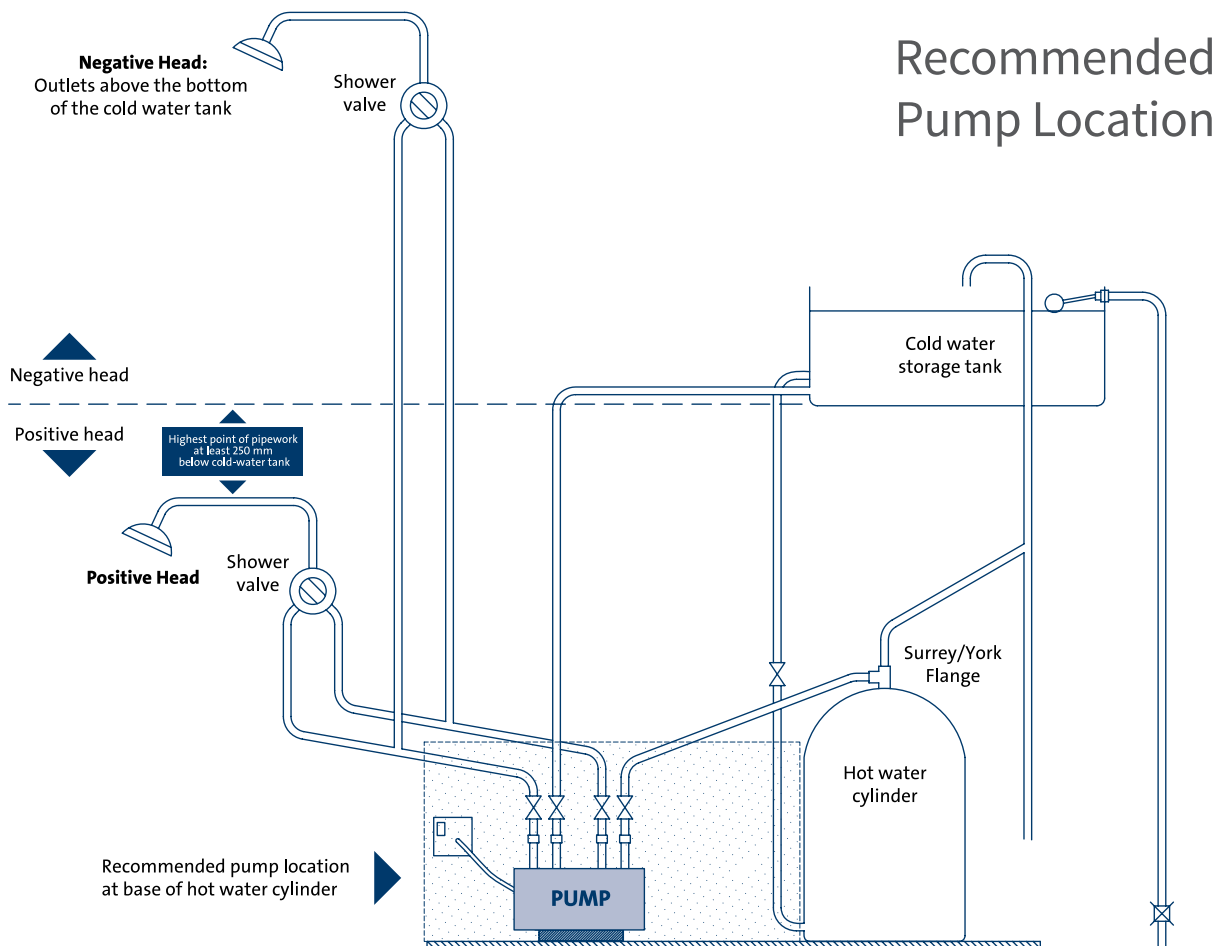 Recommended
Pump Location
Negative Head:
Outlets above the bottom
of the cold water tank
Shower
valve
Cold water
storage tank
Negative head
Positive head
Highest point of pipework
at least 250 mm
below cold-water tank
Positive Head
Shower
valve
Surrey/York
Flange
Hot water
cylinder
Recommended pump location
at base of hot water cylinder
PUMP